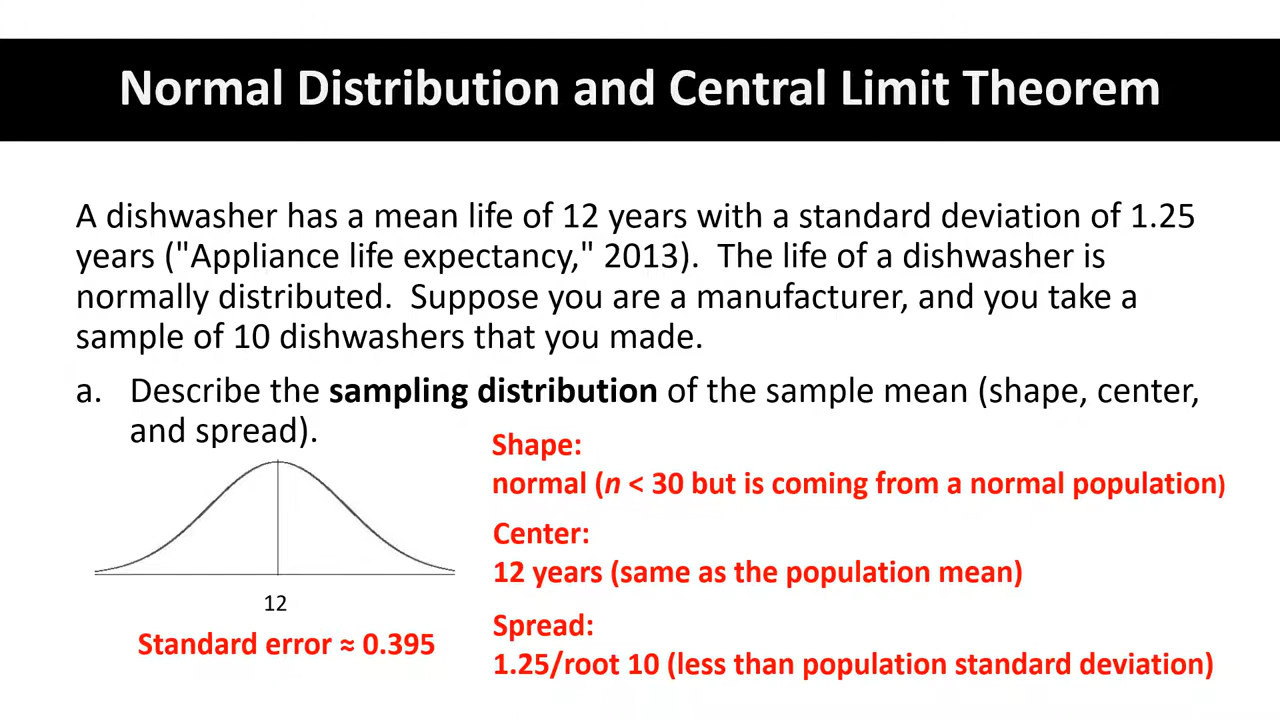 Normal Distribution and Central Limit Theorem
A dishwasher has a mean life of 12 years with a standard deviation of 1.25
years ("Appliance life expectancy," 2013).  The life of a dishwasher is
normally distributed.  Suppose you are a manufacturer, and you take a
sample of 10 dishwashers that you made.
a. Describe the sampling distribution of the sample mean (shape, center,
and spread).
Shape:
normal (n < 30 but is coming from a normal population)
Center:
12 years (same as the population mean)
12
Standard error ≈ 0.395
Spread:
1.25/root 10 (less than population standard deviation)